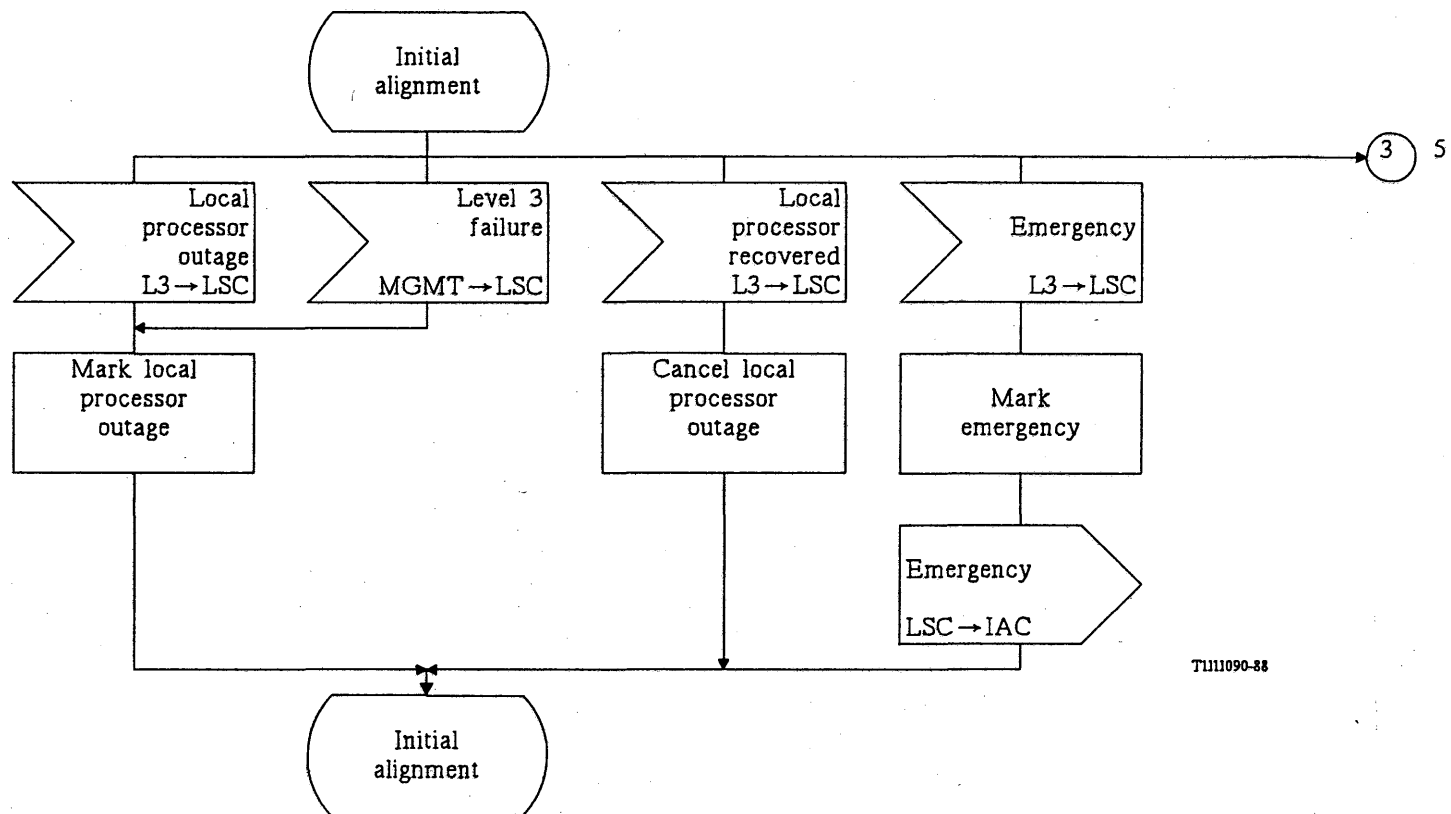 Initial
alignment
3
5
Local
processor
outage
L3→LSC
Level 3
failure
MGMT→LSC
Local
processor
recovered
L3→LSC
Emergency
L3→LSC
Mark local
processor
outage
Cancel local
processor
outage
Mark
emergency
Emergency
LSC→IAC
T1111090-88
Initial
alignment